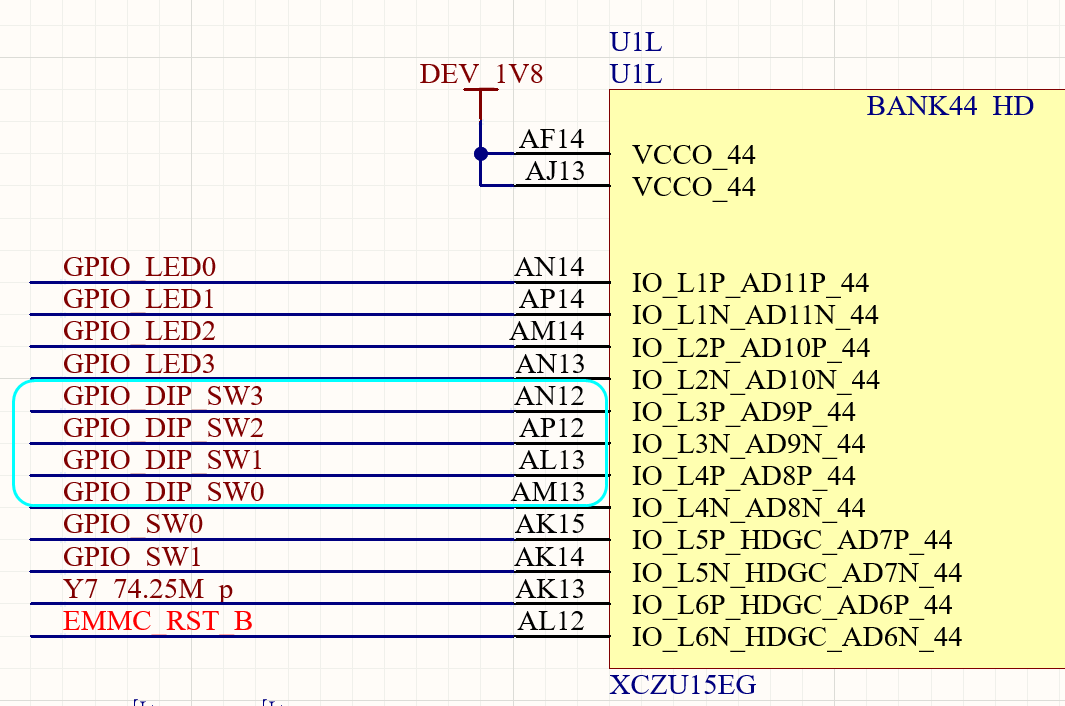 U1L
U1L
DEV_1V8
BANK44_HD
AF14 VCCO_44
AJ13 VCCO_44
GPIO_LED0 AN14 IO_L1P_AD11P_44
GPIO_LED1 AP14 IO_L1N_AD11N_44
GPIO_LED2 AM14 IO_L2P_AD10P_44
GPIO_LED3 AN13 IO_L2N_AD10N_44
GPIO_DIP_SW3 AN12 IO_L3P_AD9P_44
GPIO_DIP_SW2 AP12 IO_L3N_AD9N_44
GPIO_DIP_SW1 AL13 IO_L4P_AD8P_44
GPIO_DIP_SW0 AM13 IO_L4N_AD8N_44
GPIO_SW0 AK15 IO_L5P_HDGC_AD7P_44
GPIO_SW1 AK14 IO_L5N_HDGC_AD7N_44
Y7_74.25M_p AK13 IO_L6P_HDGC_AD6P_44
EMMC_RST_B AL12 IO_L6N_HDGC_AD6N_44
XCZU15EG